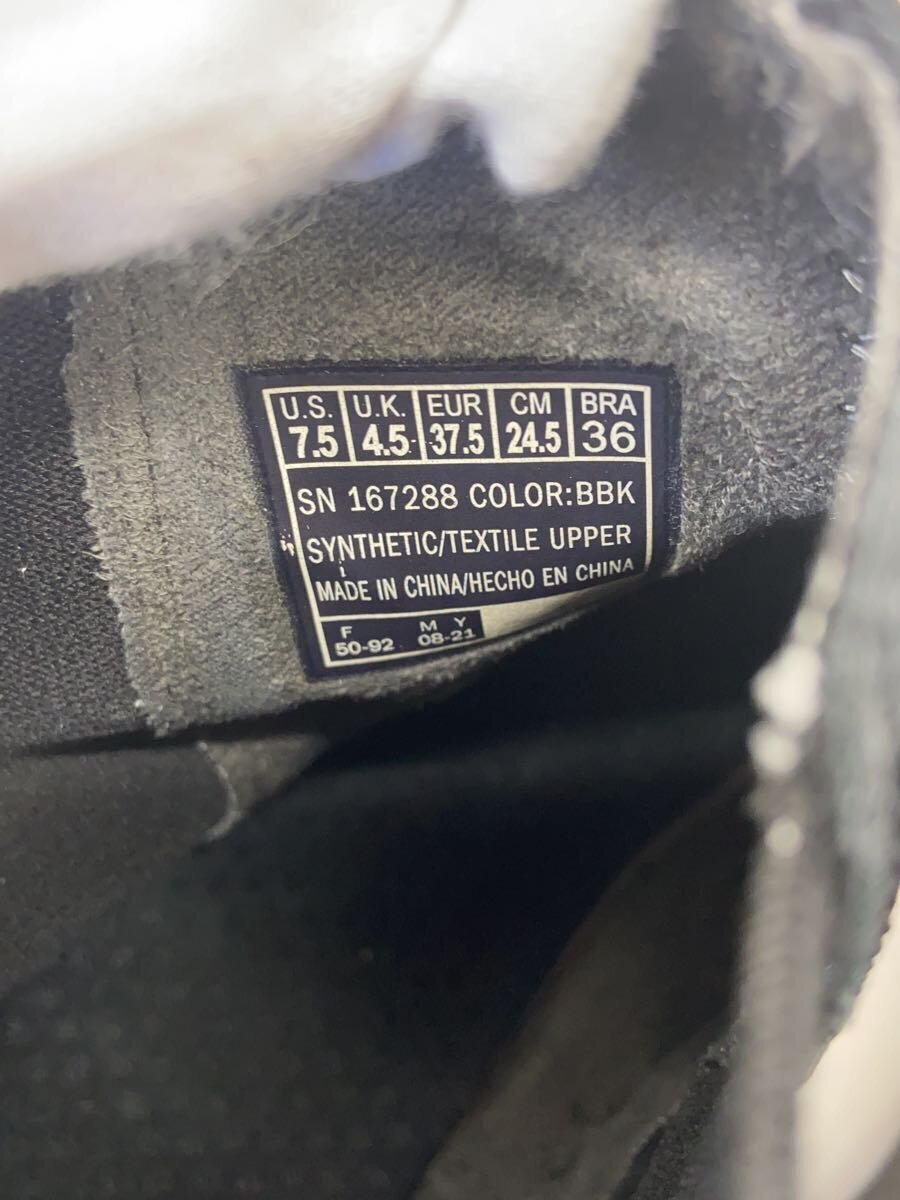 U.S. U.K. EUR CM BRA
7.5 4.5 37.5 24.5 36
SN 167288 COLOR:BBK
SYNTHETIC/TEXTILE UPPER
MADE IN CHINA/HECHO EN CHINA
F M Y
50-92 08-21